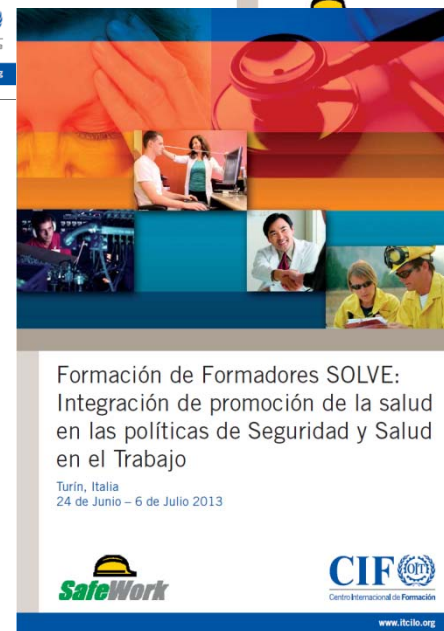 Formación de Formadores SOLVE:
Integración de promoción de la salud
en las políticas de Seguridad y Salud
en el Trabajo
Turín, Italia
24 de Junio – 6 de Julio 2013
SafeWork
CIF OIT
Centro Internacional de Formación
www.itcilo.org